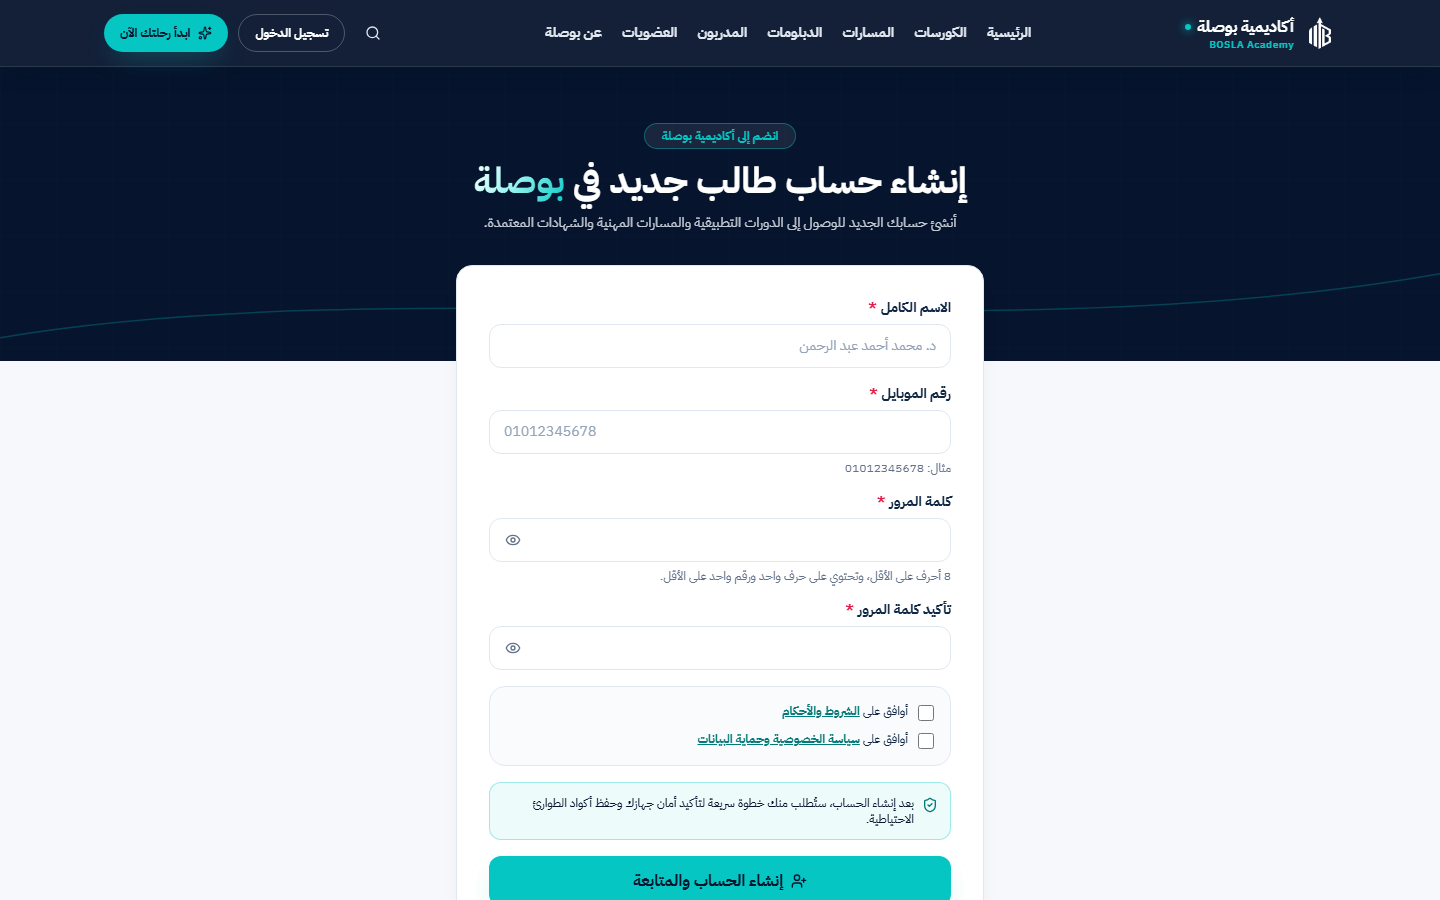 أكاديمية بوصلة
BOSLA Academy
الرئيسية
الكورسات
المسارات
الدبلومات
المدربون
العضويات
عن بوصلة
تسجيل الدخول
ابدأ رحلتك الآن
انضم إلى أكاديمية بوصلة
إنشاء حساب طالب جديد في بوصلة
أنشئ حسابك الجديد للوصول إلى الدورات التطبيقية والمسارات المهنية والشهادات المعتمدة.
الاسم الكامل *
د. محمد أحمد عبد الرحمن
رقم الموبايل *
01012345678
مثال: 01012345678
كلمة المرور *
8 أحرف على الأقل، وتحتوي على حرف واحد ورقم واحد على الأقل.
تأكيد كلمة المرور *
أوافق على الشروط والأحكام
أوافق على سياسة الخصوصية وحماية البيانات
بعد إنشاء الحساب، ستُطلب منك خطوة سريعة لتأكيد أمان جهازك وحفظ أكواد الطوارئ
الاحتياطية.
إنشاء الحساب والمتابعة